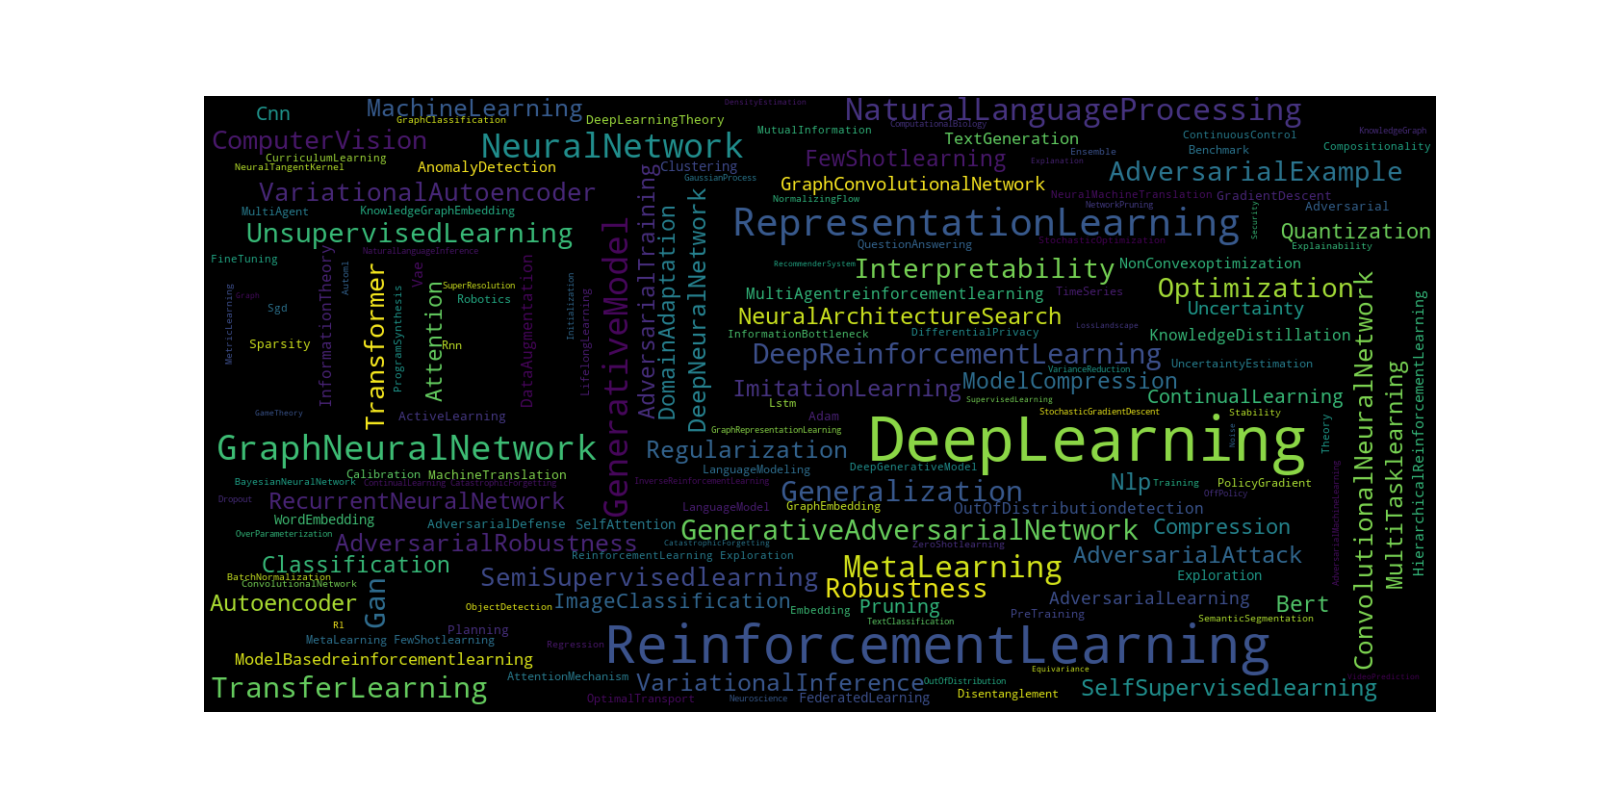 DensityEstimation
Cnn
MachineLearning
NaturalLanguageProcessing
GraphClassification
DeepLearningTheory
ComputationalBiology
MutualInformation
KnowledgeGraph
ComputerVision
NeuralNetwork
TextGeneration
ContinuousControl
Compositionality
Benchmark
Ensemble
CurriculumLearning
NeuralTangentKernel
AnomalyDetection
Clustering
FewShotlearning
Explanation
AdversarialExample
GaussianProcess
GraphConvolutionalNetwork
VariationalAutoencoder
NeuralMachineTranslation
GradientDescent
NormalizingFlow
NetworkPruning
MultiAgent
KnowledgeGraphEmbedding
Adversarial
UnsupervisedLearning
RepresentationLearning
Security
Quantization
StochasticOptimization
QuestionAnswering
Explainability
NaturalLanguageInference
FineTuning
RecommenderSystem
Interpretability
NonConvexoptimization
InformationTheory
Automl
Transformer
Vae
DataAugmentation
GenerativeModel
AdversarialTraining
DomainAdaptation
DeepNeuralNetwork
SuperResolution
MultiAgentreinforcementlearning
TimeSeries
Optimization
Graph
MetricLearning
Sgd
ProgramSynthesis
Attention
Robotics
Initialization
LifelongLearning
NeuralArchitectureSearch
Uncertainty
LossLandscape
InformationBottleneck
DifferentialPrivacy
KnowledgeDistillation
Sparsity
Rnn
DeepReinforcementLearning
UncertaintyEstimation
VarianceReduction
ImitationLearning
ModelCompression
ContinualLearning
SupervisedLearning
Lstm
GameTheory
ActiveLearning
Adam
StochasticGradientDescent
Stability
GraphRepresentationLearning
GraphNeuralNetwork
DeepLearning
Noise
Theory
Regularization
ConvolutionalNeuralNetwork
MultiTasklearning
HierarchicalReinforcementLearning
Calibration
MachineTranslation
LanguageModeling
DeepGenerativeModel
BayesianNeuralNetwork
ContinualLearning CatastrophicForgetting
InverseReinforcementLearning
Generalization
Nlp
Training
PolicyGradient
OffPolicy
Dropout
RecurrentNeuralNetwork
LanguageModel
GraphEmbedding
OutOfDistributiondetection
AdversarialMachineLearning
WordEmbedding
AdversarialDefense
SelfAttention
GenerativeAdversarialNetwork
Compression
OverParameterization
AdversarialRobustness
CatastrophicForgetting
ZeroShotlearning
ReinforcementLearning Exploration
AdversarialAttack
Classification
MetaLearning
BatchNormalization
ConvolutionalNetwork
SemiSupervisedlearning
Exploration
Robustness
Autoencoder
Gan
ObjectDetection
ImageClassification
Embedding
Pruning
AdversarialLearning
Bert
PreTraining
TextClassification
SemanticSegmentation
Rl
Planning
MetaLearning FewShotlearning
Regression
ReinforcementLearning
ModelBasedreinforcementlearning
Equivariance
AttentionMechanism
VideoPrediction
TransferLearning
VariationalInference
OutOfDistribution
SelfSupervisedlearning
Disentanglement
OptimalTransport
Neuroscience
FederatedLearning